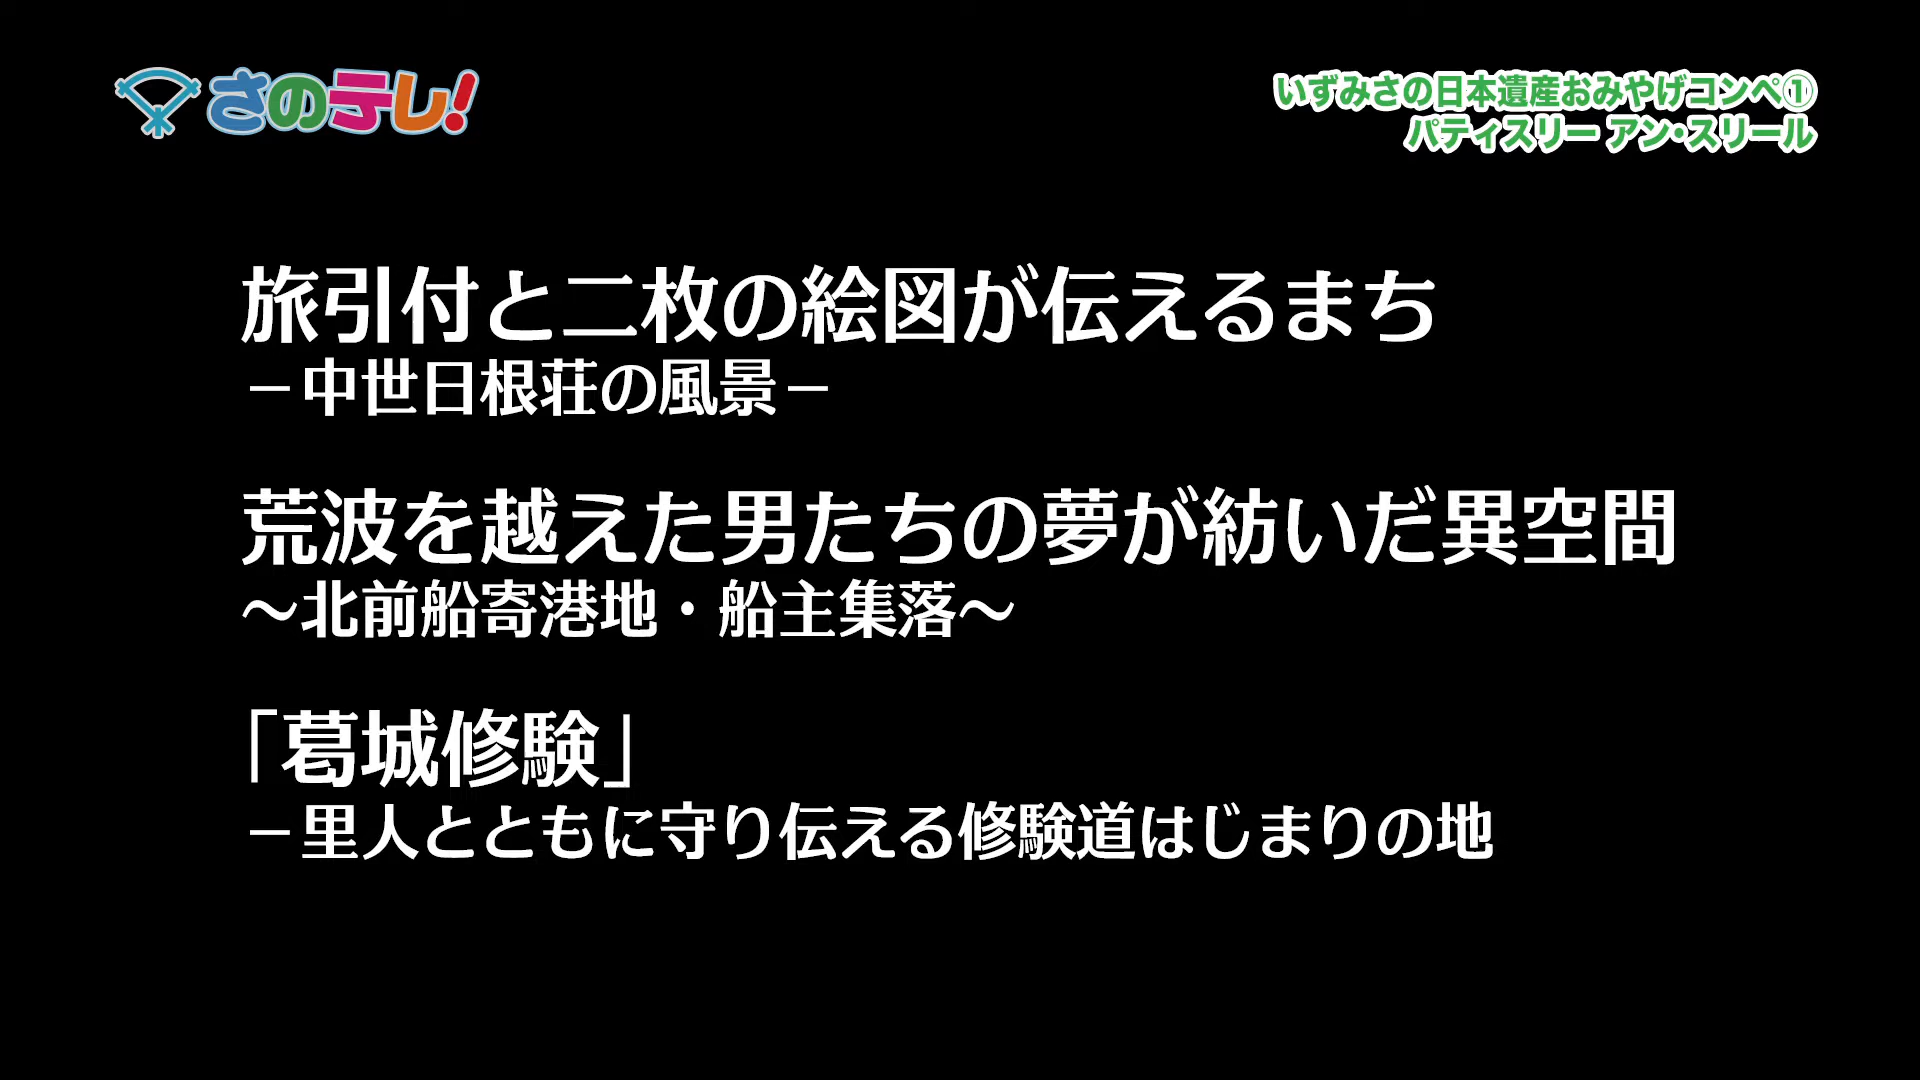 さのテレ!
いずみさの日本遺産おみやげコンペ①
パティスリー アン・スリール
旅引付と二枚の絵図が伝えるまち
－中世日根荘の風景－
荒波を越えた男たちの夢が紡いだ異空間
～北前船寄港地・船主集落～
「葛城修験」
－里人とともに守り伝える修験道はじまりの地